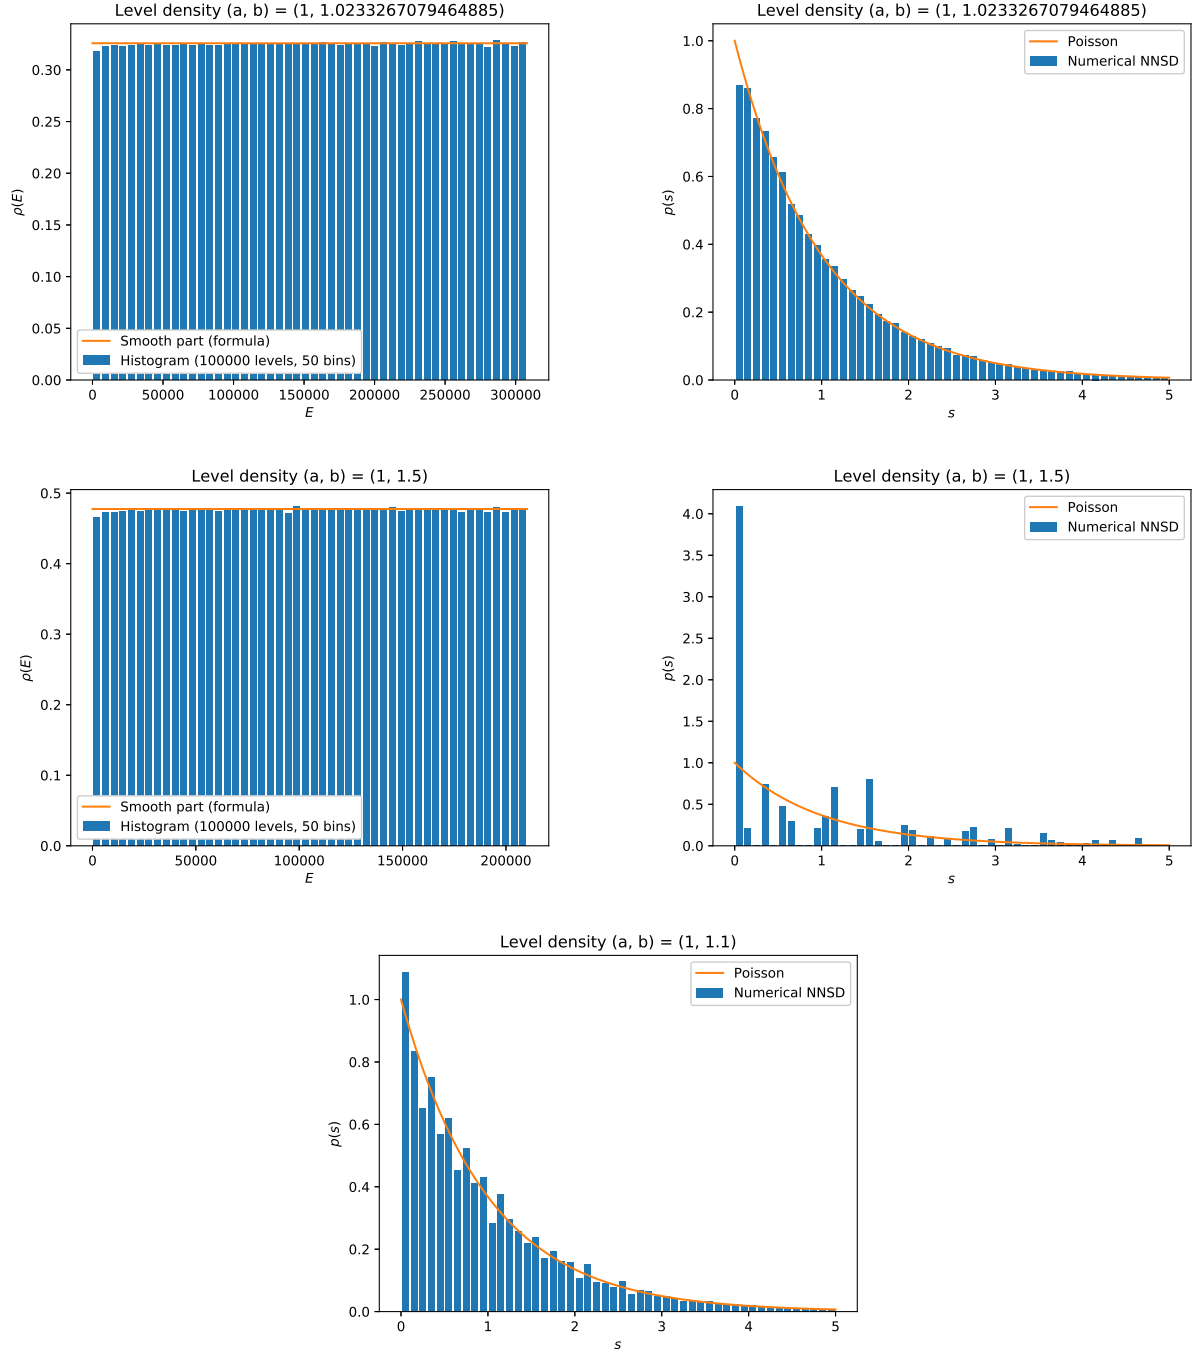 Level density (a, b) = (1, 1.0233267079464885)
0.30
0.25
0.20
0.15
0.10
0.05
0.00
ρ(E)
Smooth part (formula)
Histogram (100000 levels, 50 bins)
0 50000 100000 150000 200000 250000 300000
E
Level density (a, b) = (1, 1.0233267079464885)
1.0
0.8
0.6
0.4
0.2
0.0
p(s)
Poisson
Numerical NNSD
0 1 2 3 4 5
s
Level density (a, b) = (1, 1.5)
0.5
0.4
0.3
0.2
0.1
0.0
ρ(E)
Smooth part (formula)
Histogram (100000 levels, 50 bins)
0 50000 100000 150000 200000
E
Level density (a, b) = (1, 1.5)
4.0
3.5
3.0
2.5
2.0
1.5
1.0
0.5
0.0
p(s)
Poisson
Numerical NNSD
0 1 2 3 4 5
s
Level density (a, b) = (1, 1.1)
1.0
0.8
0.6
0.4
0.2
0.0
p(s)
Poisson
Numerical NNSD
0 1 2 3 4 5
s